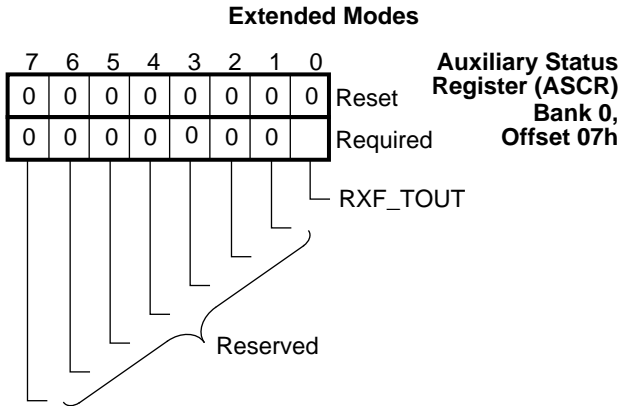 Extended Modes
7 6 5 4 3 2 1 0
Auxiliary Status
Register (ASCR)
Bank 0,
Offset 07h
0 0 0 0 0 0 0 0 Reset
0 0 0 0 0 0 0 Required
RXF_TOUT
Reserved